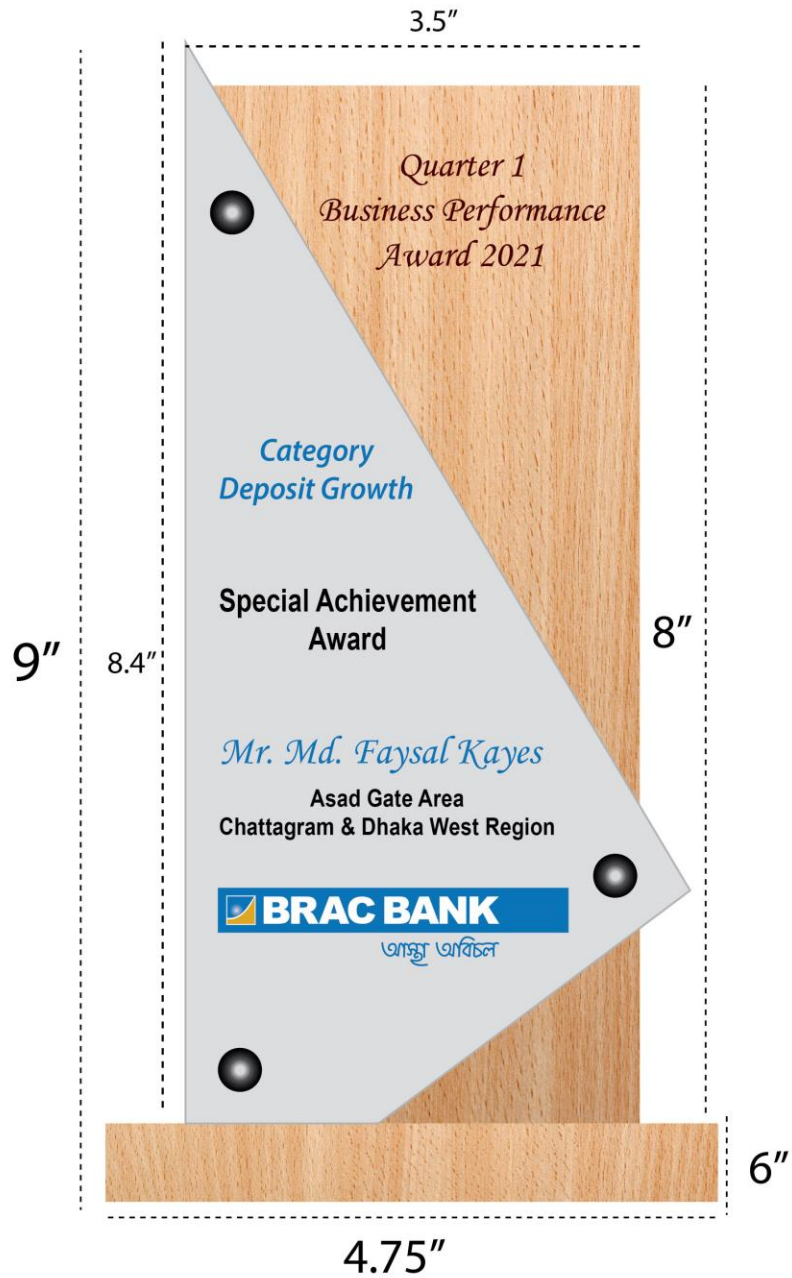 3.5"
Quarter 1
Business Performance
Award 2021
Category
Deposit Growth
Special Achievement
Award
9"
8.4"
8"
Mr. Md. Faysal Kayes
Asad Gate Area
Chattagram & Dhaka West Region
BRAC BANK
আস্থা অবিচল
6"
4.75"